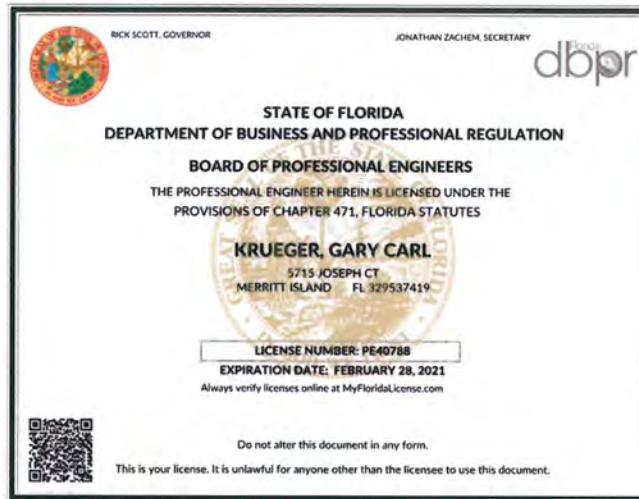 RICK SCOTT, GOVERNOR
JONATHAN ZACHEM, SECRETARY
Florida
dbpr
STATE OF FLORIDA
DEPARTMENT OF BUSINESS AND PROFESSIONAL REGULATION
BOARD OF PROFESSIONAL ENGINEERS
THE PROFESSIONAL ENGINEER HEREIN IS LICENSED UNDER THE
PROVISIONS OF CHAPTER 471, FLORIDA STATUTES
KRUEGER, GARY CARL
5715 JOSEPH CT
MERRITT ISLAND FL 329537419
LICENSE NUMBER: PE40788
EXPIRATION DATE: FEBRUARY 28, 2021
Always verify licenses online at MyFloridaLicense.com
Do not alter this document in any form.
This is your license. It is unlawful for anyone other than the licensee to use this document.